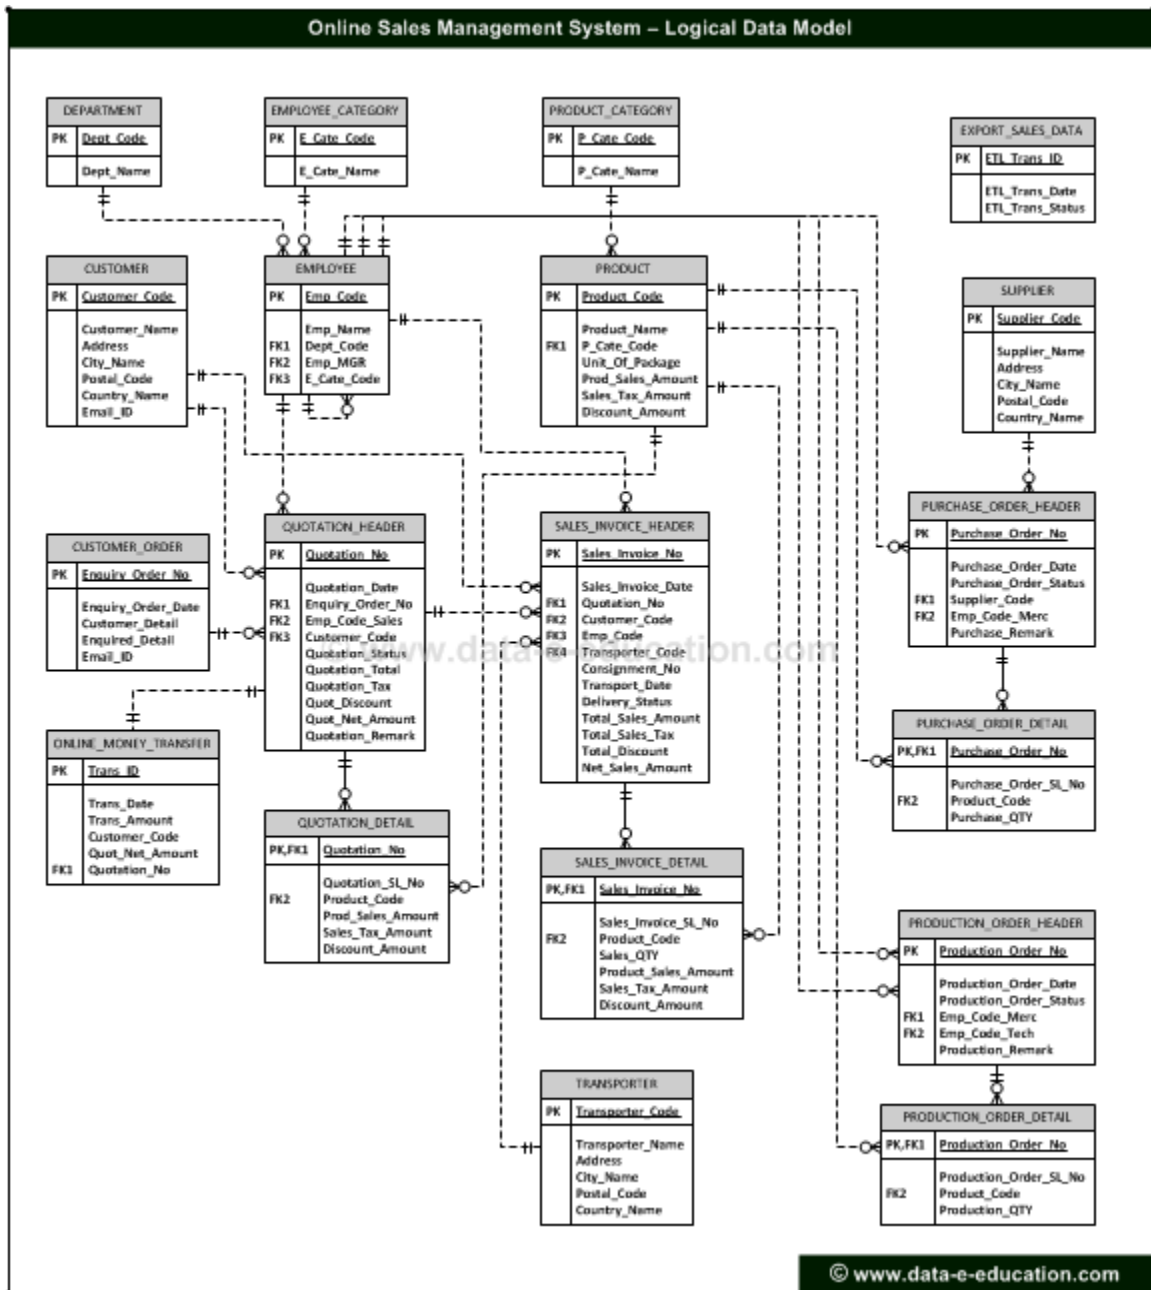 Online Sales Management System – Logical Data Model
DEPARTMENT
PK Dept_Code
Dept_Name
EMPLOYEE_CATEGORY
PK E_Cate_Code
E_Cate_Name
PRODUCT_CATEGORY
PK P_Cate_Code
P_Cate_Name
EXPORT_SALES_DATA
PK ETL_Trans_ID
ETL_Trans_Date
ETL_Trans_Status
CUSTOMER
PK Customer_Code
Customer_Name
Address
City_Name
Postal_Code
Country_Name
Email_ID
EMPLOYEE
PK Emp_Code
Emp_Name
FK1 Dept_Code
FK2 Emp_MGR
FK3 E_Cate_Code
PRODUCT
PK Product_Code
Product_Name
FK1 P_Cate_Code
Unit_Of_Package
Prod_Sales_Amount
Sales_Tax_Amount
Discount_Amount
SUPPLIER
PK Supplier_Code
Supplier_Name
Address
City_Name
Postal_Code
Country_Name
CUSTOMER_ORDER
PK Enquiry_Order_No
Enquiry_Order_Date
Customer_Detail
Enquired_Detail
Email_ID
QUOTATION_HEADER
PK Quotation_No
Quotation_Date
FK1 Enquiry_Order_No
FK2 Emp_Code_Sales
FK3 Customer_Code
Quotation_Status
Quotation_Total
Quotation_Tax
Quot_Discount
Quot_Net_Amount
Quotation_Remark
SALES_INVOICE_HEADER
PK Sales_Invoice_No
Sales_Invoice_Date
FK1 Quotation_No
FK2 Customer_Code
FK3 Emp_Code
FK4 Transporter_Code
Consignment_No
Transport_Date
Delivery_Status
Total_Sales_Amount
Total_Sales_Tax
Total_Discount
Net_Sales_Amount
PURCHASE_ORDER_HEADER
PK Purchase_Order_No
Purchase_Order_Date
Purchase_Order_Status
FK1 Supplier_Code
FK2 Emp_Code_Merc
Purchase_Remark
© www.data-e-education.com
ONLINE_MONEY_TRANSFER
PK Trans_ID
Trans_Date
Trans_Amount
Customer_Code
Quot_Net_Amount
FK1 Quotation_No
QUOTATION_DETAIL
PK,FK1 Quotation_No
Quotation_SL_No
FK2 Product_Code
Prod_Sales_Amount
Sales_Tax_Amount
Discount_Amount
SALES_INVOICE_DETAIL
PK,FK1 Sales_Invoice_No
Sales_Invoice_SL_No
FK2 Product_Code
Sales_QTY
Product_Sales_Amount
Sales_Tax_Amount
Discount_Amount
PURCHASE_ORDER_DETAIL
PK,FK1 Purchase_Order_No
Purchase_Order_SL_No
FK2 Product_Code
Purchase_QTY
PRODUCTION_ORDER_HEADER
PK Production_Order_No
Production_Order_Date
Production_Order_Status
FK1 Emp_Code_Merc
FK2 Emp_Code_Tech
Production_Remark
TRANSPORTER
PK Transporter_Code
Transporter_Name
Address
City_Name
Postal_Code
Country_Name
PRODUCTION_ORDER_DETAIL
PK,FK1 Production_Order_No
Production_Order_SL_No
FK2 Product_Code
Production_QTY
© www.data-e-education.com